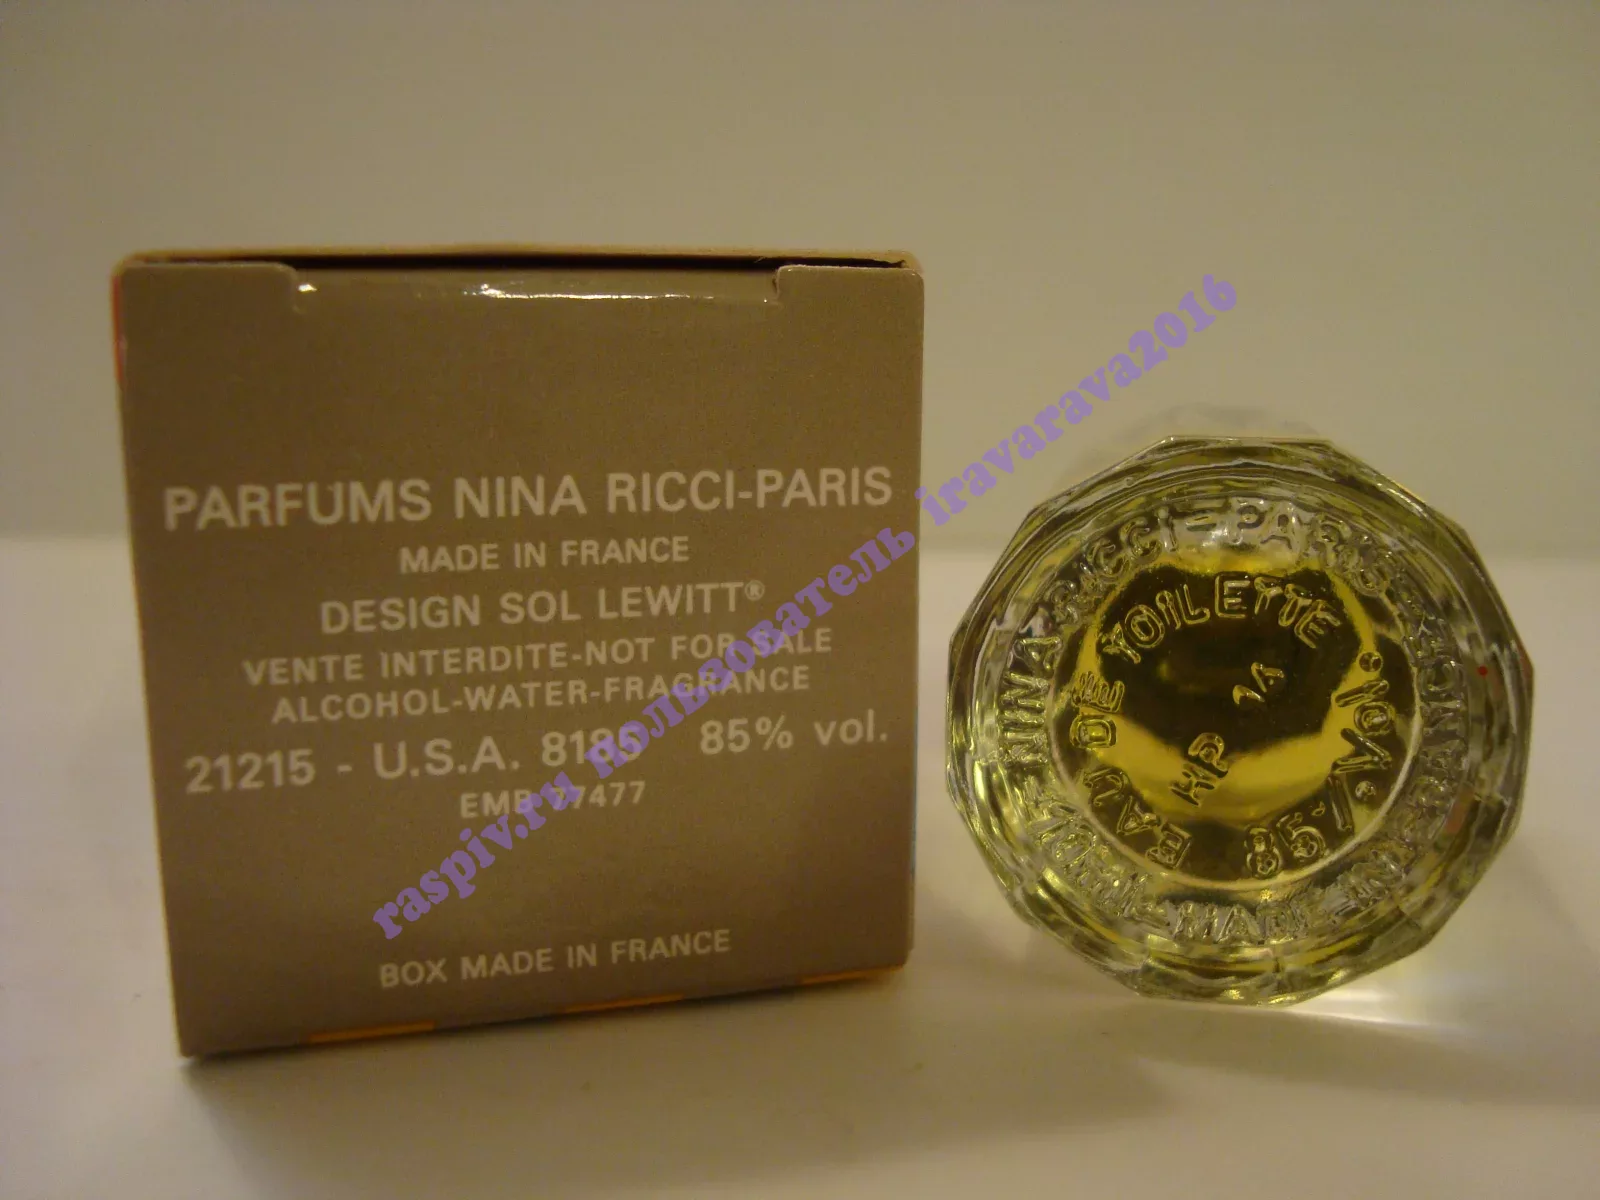 PARFUMS NINA RICCI-PARIS
MADE IN FRANCE
DESIGN SOL LEWITT®
VENTE INTERDITE-NOT FOR SALE
ALCOHOL-WATER-FRAGRANCE
21215 - U.S.A. 85% vol.
EMB 77477
BOX MADE IN FRANCE
raspiv.ru пользователь iravarava2016
NINA RICCI-PARIS-FRANCE
MADE IN FRANCE
EAU DE TOILETTE
85% VOL.
HP 14